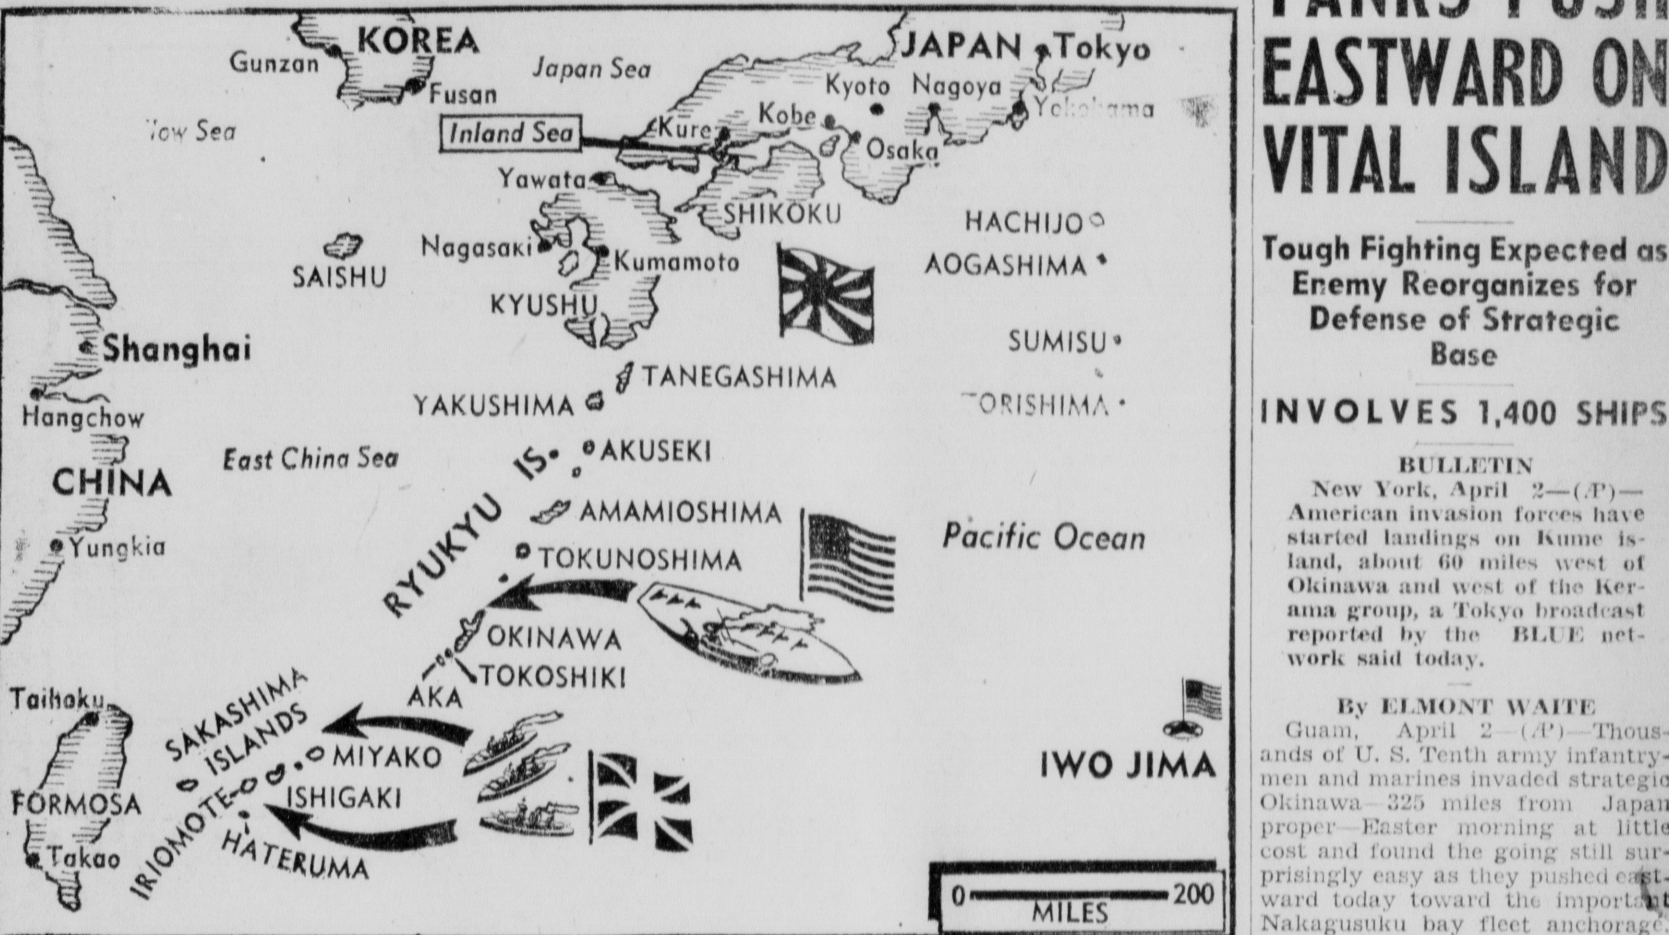 KOREA
Gunzan
Fusan
Japan Sea
JAPAN
Tokyo
Kyoto
Nagoya
Yokohama
Kobe
Osaka
Kure
Inland Sea
Sea
Yawata
SHIKOKU
HACHIJO
Nagasaki
Kumamoto
AOGASHIMA
SAISHU
KYUSHU
Shanghai
SUMISU
TANEGASHIMA
YAKUSHIMA
TORISHIMA
Hangchow
AKUSEKI
East China Sea
CHINA
RYUKYU IS.
AMAMIOSHIMA
Pacific Ocean
Yungkia
TOKUNOSHIMA
OKINAWA
TOKOSHIKI
AKA
Taihoku
SAKASHIMA
ISLANDS
MIYAKO
IWO JIMA
ISHIGAKI
FORMOSA
IRIOMOTE
HATERUMA
Takao
0 200
MILES
YANKS PUSH
EASTWARD ON
VITAL ISLAND
Tough Fighting Expected as
Enemy Reorganizes for
Defense of Strategic
Base
INVOLVES 1,400 SHIPS
BULLETIN
New York, April 2—(AP)—
American invasion forces have
started landings on Kume is-
land, about 60 miles west of
Okinawa and west of the Ker-
ama group, a Tokyo broadcast
reported by the BLUE net-
work said today.
By ELMONT WAITE
Guam, April 2—(AP)—Thous-
ands of U. S. Tenth army infantry-
men and marines invaded strategic
Okinawa—325 miles from Japan
proper—Easter morning at little
cost and found the going still sur-
prisingly easy as they pushed east-
ward today toward the important
Nakagusuku bay fleet anchorage.